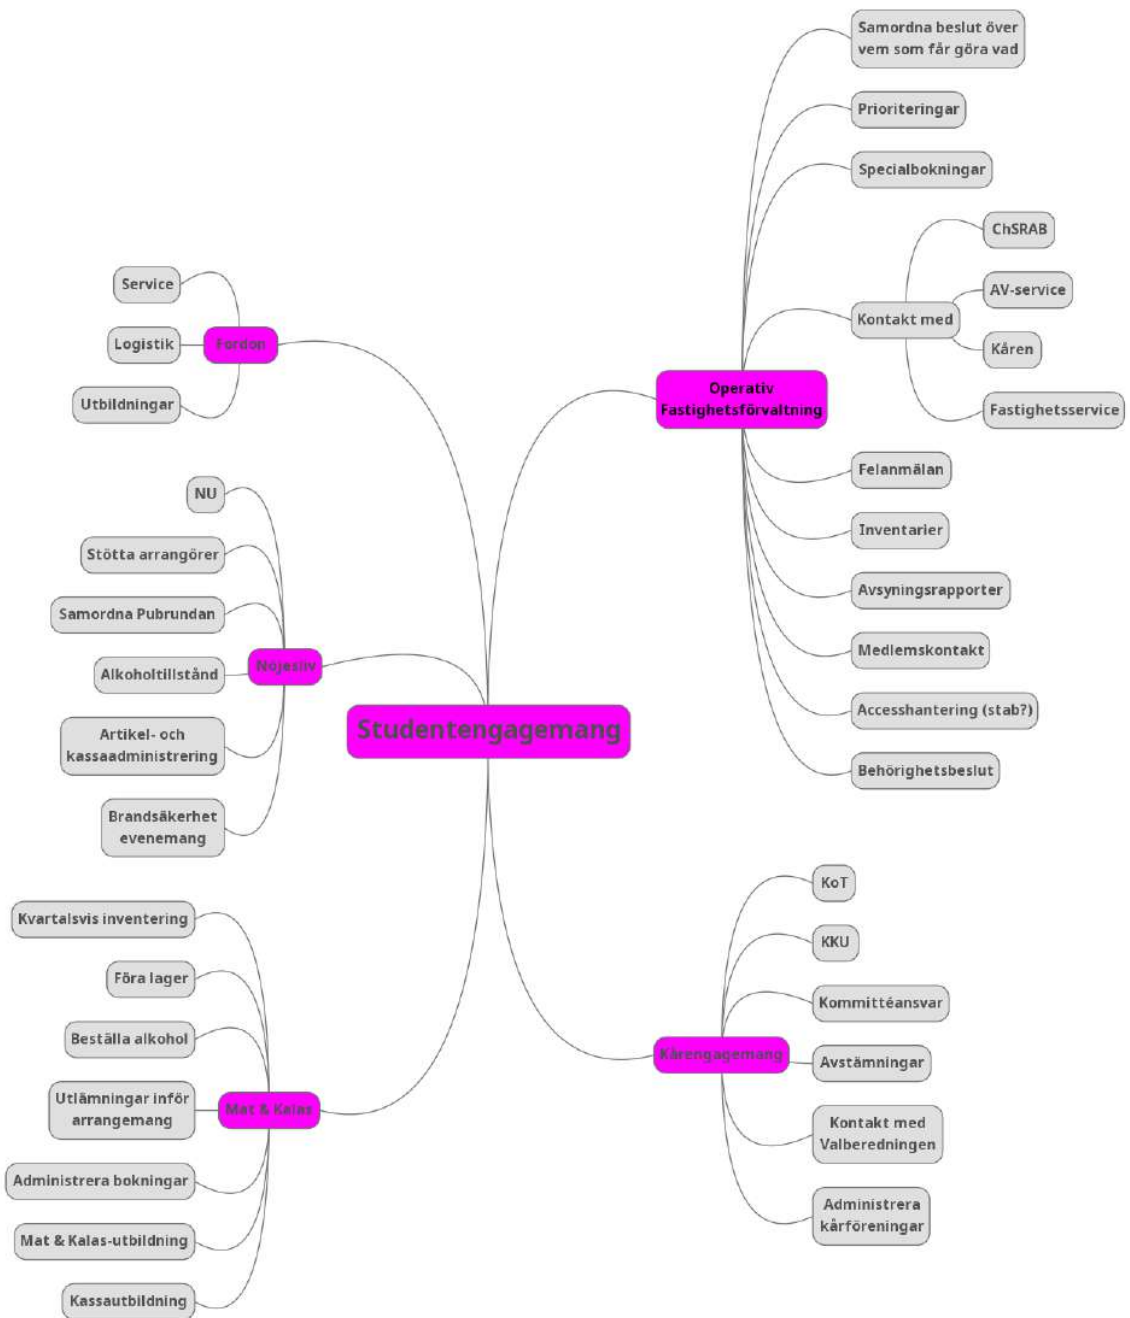 Samordna beslut över
vem som får göra vad
Prioriteringar
Specialbokningar
ChSRAB
AV-service
Kontakt med
Kåren
Fastighetsservice
Operativ
Fastighetsförvaltning
Felanmälan
Inventarier
Avsyningsrapporter
Medlemskontakt
Accesshantering (stab?)
Behörighetsbeslut
Service
Logistik
Fordon
Utbildningar
NU
Stötta arrangörer
Samordna Pubrundan
Nöjesliv
Alkoholtillstånd
Artikel- och
kassaadministrering
Brandsäkerhet
evenemang
Studentengagemang
Kvartalsvis inventering
Föra lager
Beställa alkohol
Utlämningar inför
arrangemang
Mat & Kalas
Administrera bokningar
Mat & Kalas-utbildning
Kassautbildning
KoT
KKU
Kommittéansvar
Kårengagemang
Avstämningar
Kontakt med
Valberedningen
Administrera
kårföreningar